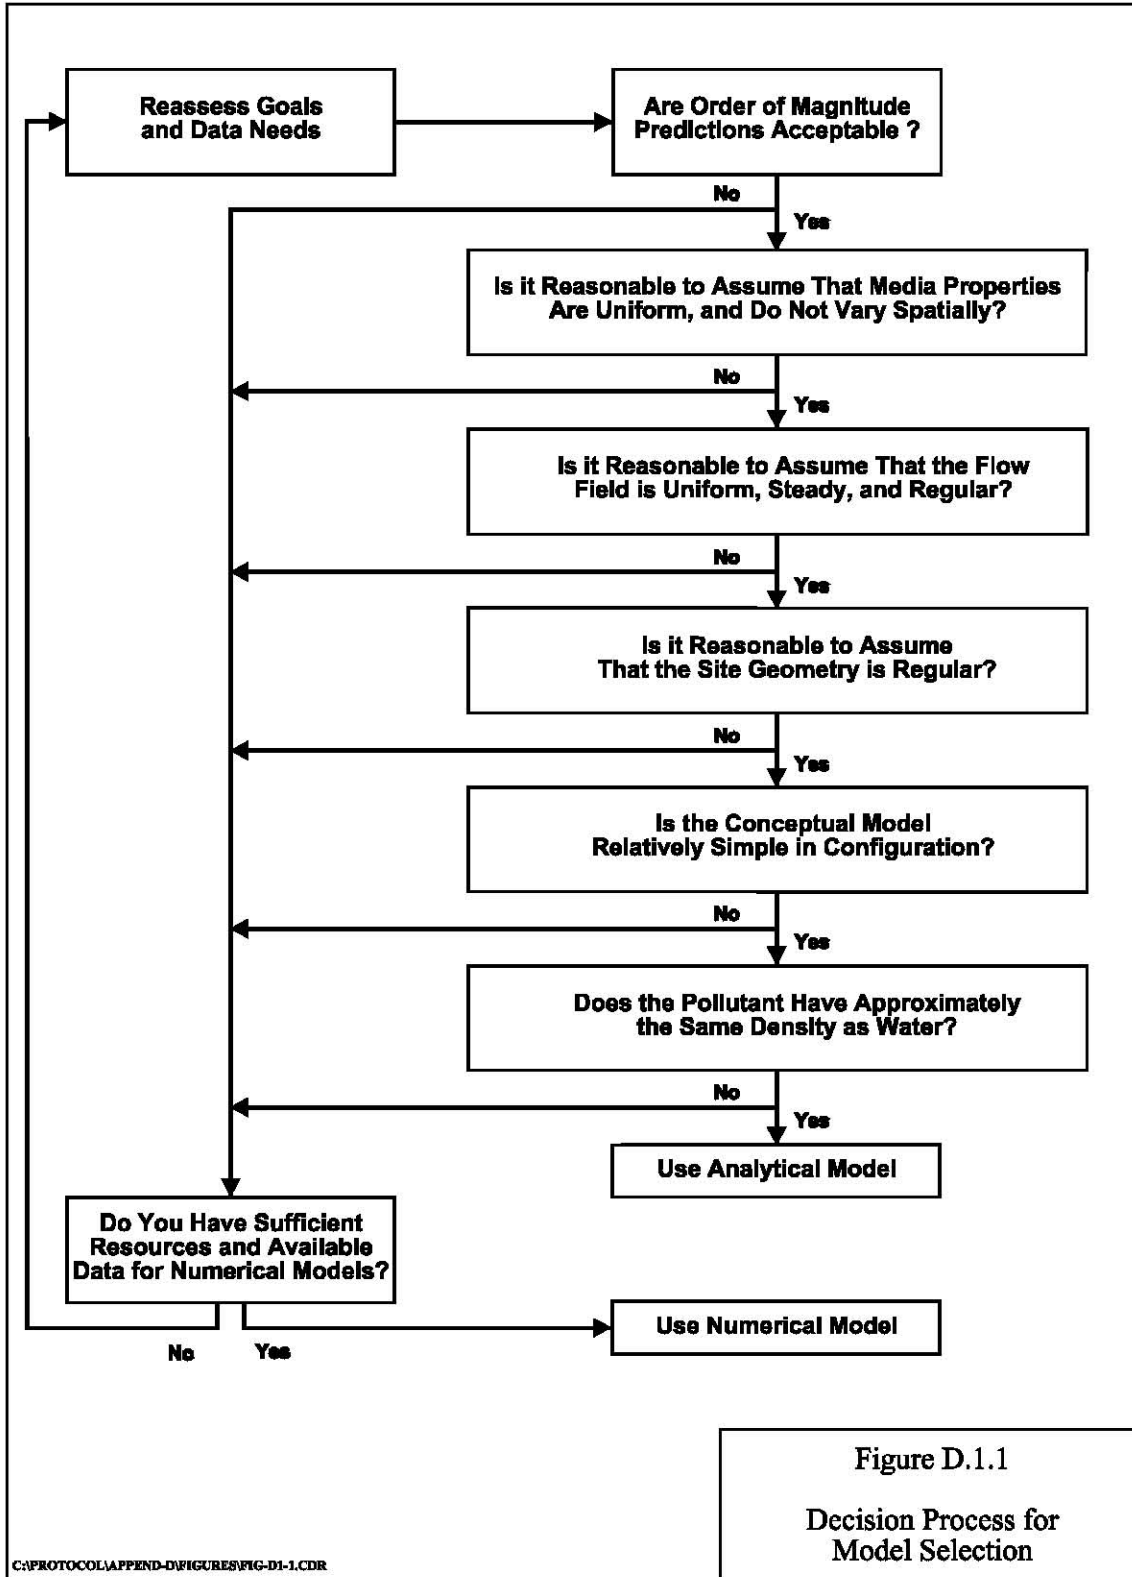 Reassess Goals
and Data Needs
Are Order of Magnitude
Predictions Acceptable ?
No
Yes
Is it Reasonable to Assume That Media Properties
Are Uniform, and Do Not Vary Spatially?
No
Yes
Is it Reasonable to Assume That the Flow
Field is Uniform, Steady, and Regular?
No
Yes
Is it Reasonable to Assume
That the Site Geometry is Regular?
No
Yes
Is the Conceptual Model
Relatively Simple in Configuration?
No
Yes
Does the Pollutant Have Approximately
the Same Density as Water?
No
Yes
Use Analytical Model
Do You Have Sufficient
Resources and Available
Data for Numerical Models?
No
Yes
Use Numerical Model
Figure D.1.1
Decision Process for
Model Selection
C:\PROTOCOL\APPEND-D\FIGURES\FIG-D1-1.CDR